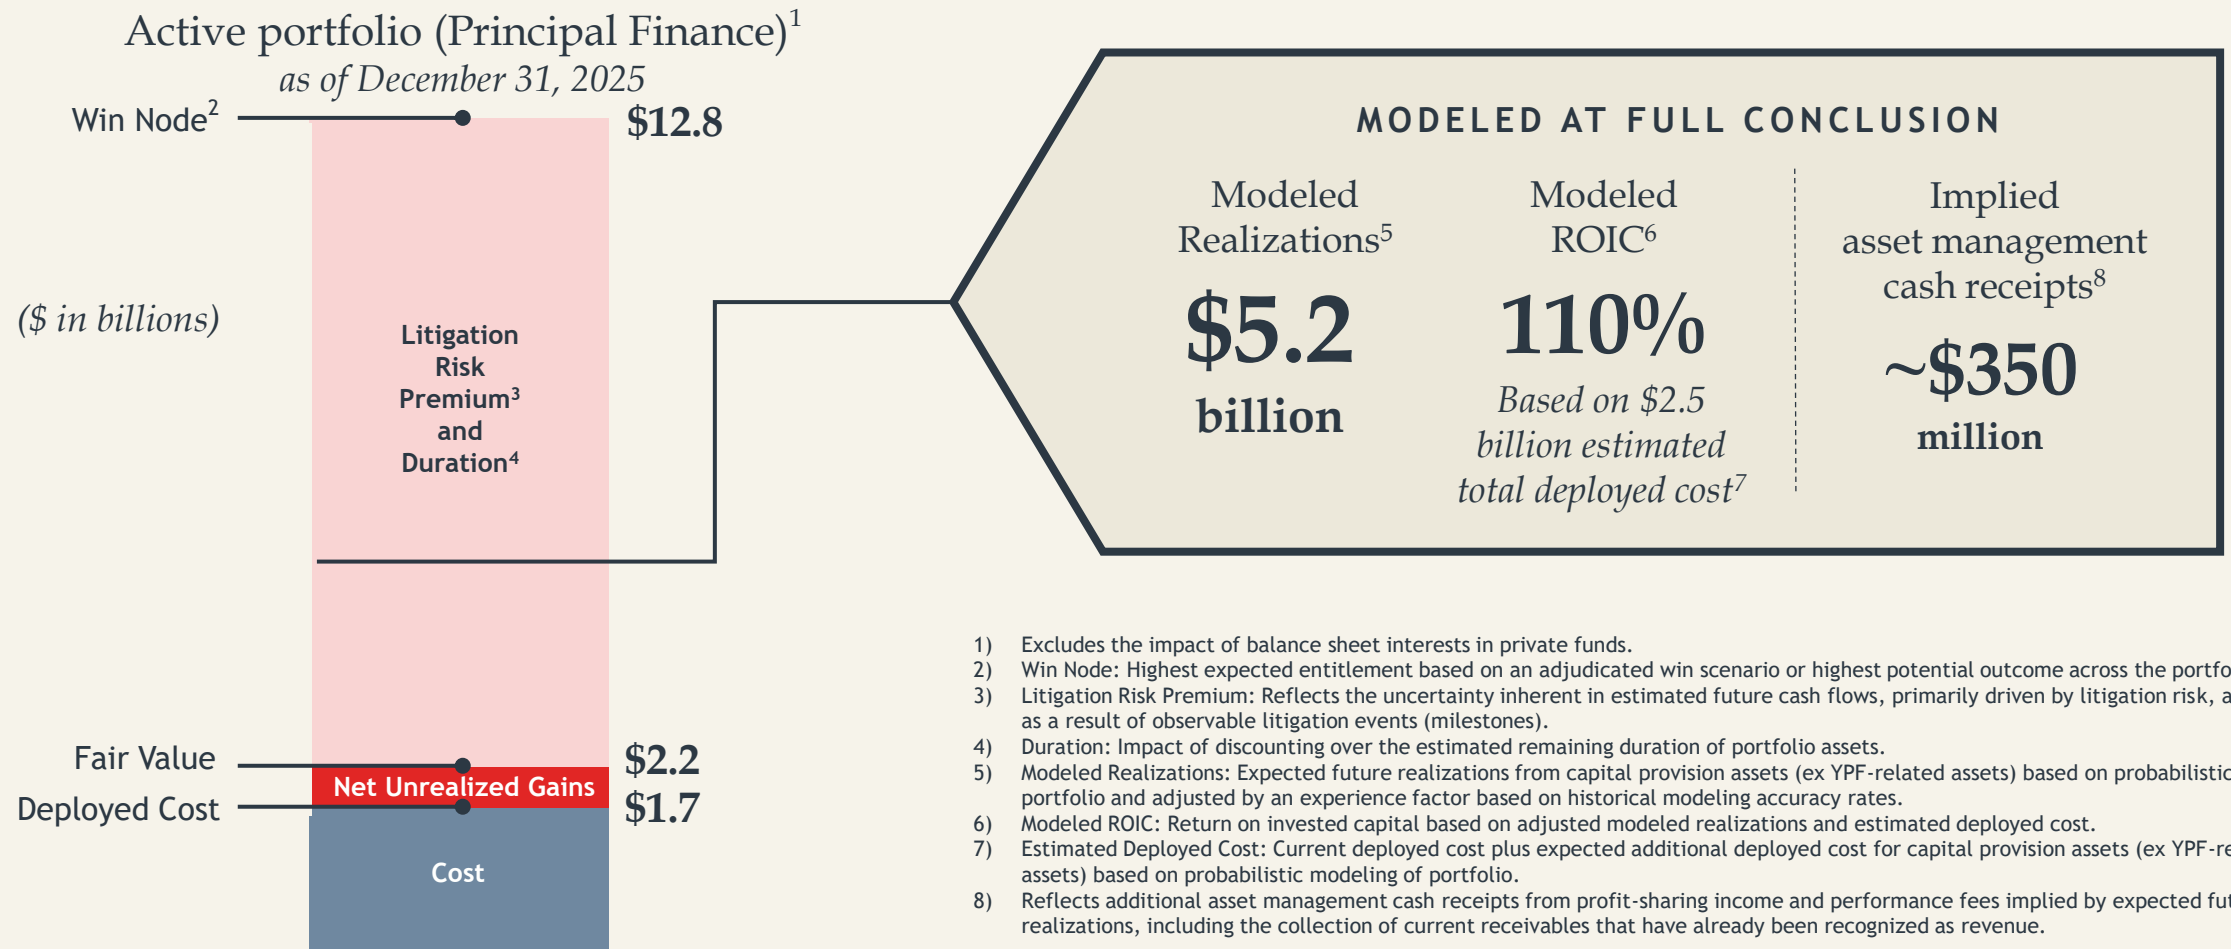 Active portfolio (Principal Finance)1
as of December 31, 2025
Win Node2
$12.8
($ in billions)
Litigation
Risk
Premium3
and
Duration4
Fair Value
$2.2
Net Unrealized Gains
Deployed Cost
$1.7
Cost
MODELED AT FULL CONCLUSION
Modeled
Realizations5
$5.2
billion
Modeled
ROIC6
110%
Based on $2.5
billion estimated
total deployed cost7
Implied
asset management
cash receipts8
~$350
million
1) Excludes the impact of balance sheet interests in private funds.
2) Win Node: Highest expected entitlement based on an adjudicated win scenario or highest potential outcome across the
3) Litigation Risk Premium: Reflects the uncertainty inherent in estimated future cash flows, primarily driven by litigation risk,
as a result of observable litigation events (milestones).
4) Duration: Impact of discounting over the estimated remaining duration of portfolio assets.
5) Modeled Realizations: Expected future realizations from capital provision assets (ex YPF-related assets) based on probabilistic
portfolio and adjusted by an experience factor based on historical modeling accuracy rates.
6) Modeled ROIC: Return on invested capital based on adjusted modeled realizations and estimated deployed cost.
7) Estimated Deployed Cost: Current deployed cost plus expected additional deployed cost for capital provision assets (ex
assets) based on probabilistic modeling of portfolio.
8) Reflects additional asset management cash receipts from profit-sharing income and performance fees implied by expected
realizations, including the collection of current receivables that have already been recognized as revenue.